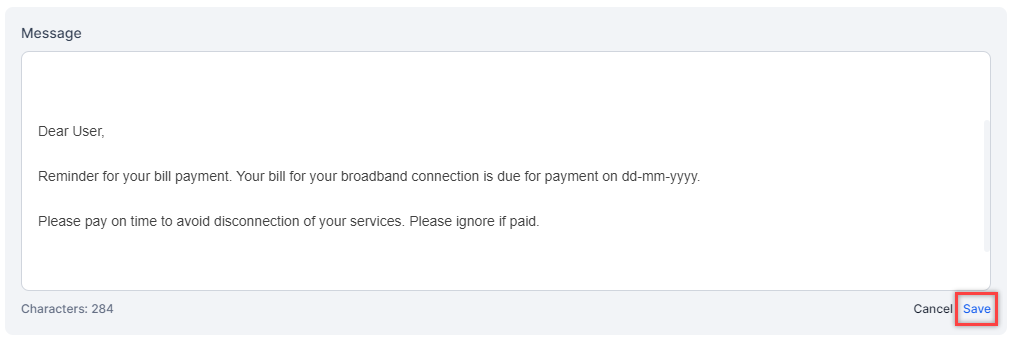 Message
Dear User,
Reminder for your bill payment. Your bill for your broadband connection is due for payment on dd-mm-yyyy.
Please pay on time to avoid disconnection of your services. Please ignore if paid.
Characters: 284
Cancel Save